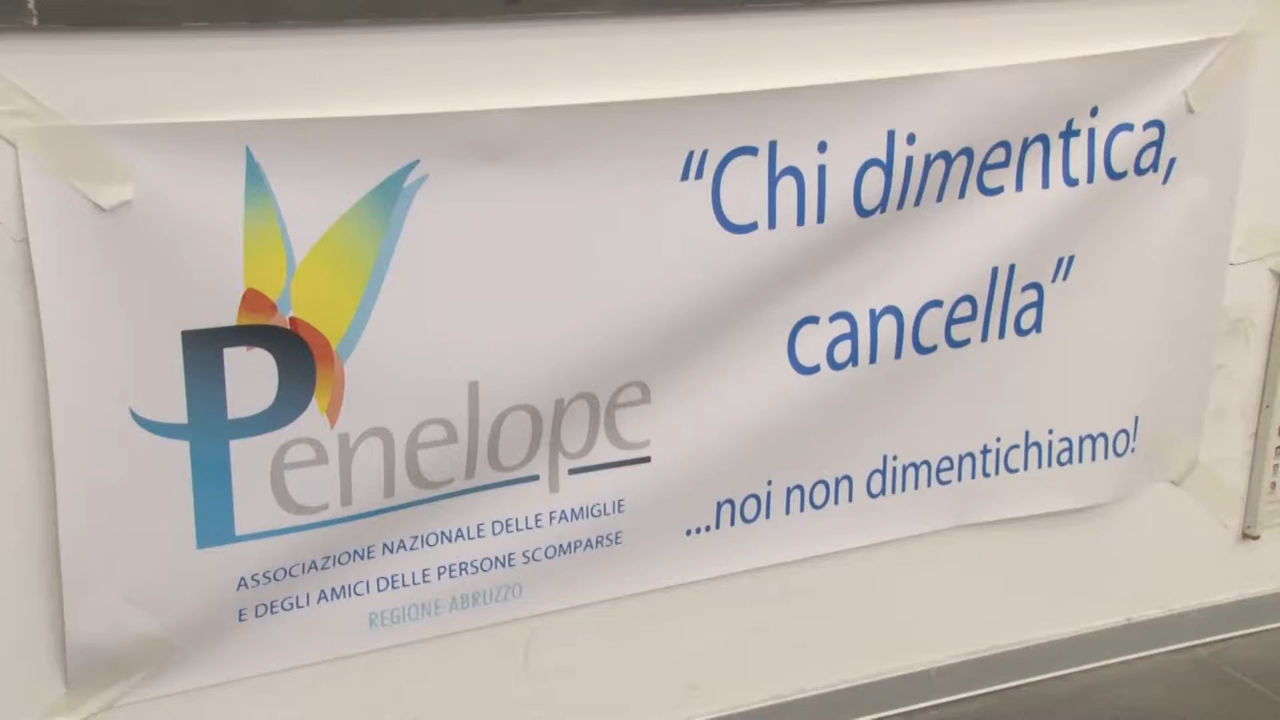 Penelope
ASSOCIAZIONE NAZIONALE DELLE FAMIGLIE
E DEGLI AMICI DELLE PERSONE SCOMPARSE
REGIONE ABRUZZO
“Chi dimentica,
cancella”
...noi non dimentichiamo!